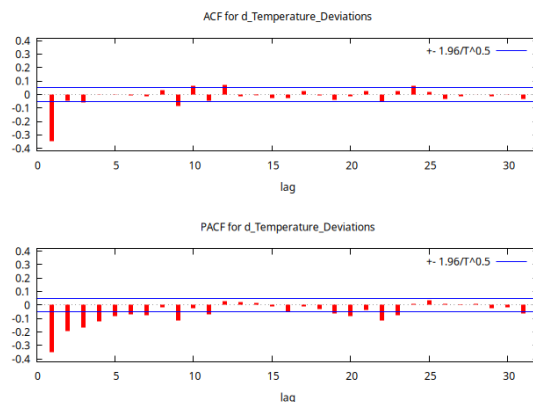 ACF for d_Temperature_Deviations
+- 1.96/T^0.5
0.4
0.3
0.2
0.1
0
-0.1
-0.2
-0.3
-0.4
0 5 10 15 20 25 30
lag
PACF for d_Temperature_Deviations
+- 1.96/T^0.5
0.4
0.3
0.2
0.1
0
-0.1
-0.2
-0.3
-0.4
0 5 10 15 20 25 30
lag